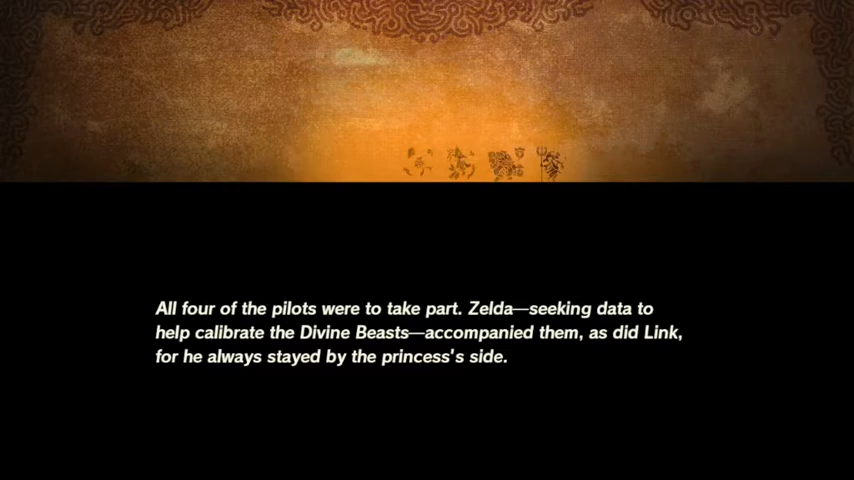 All four of the pilots were to take part. Zelda—seeking data to
help calibrate the Divine Beasts—accompanied them, as did Link,
for he always stayed by the princess's side.